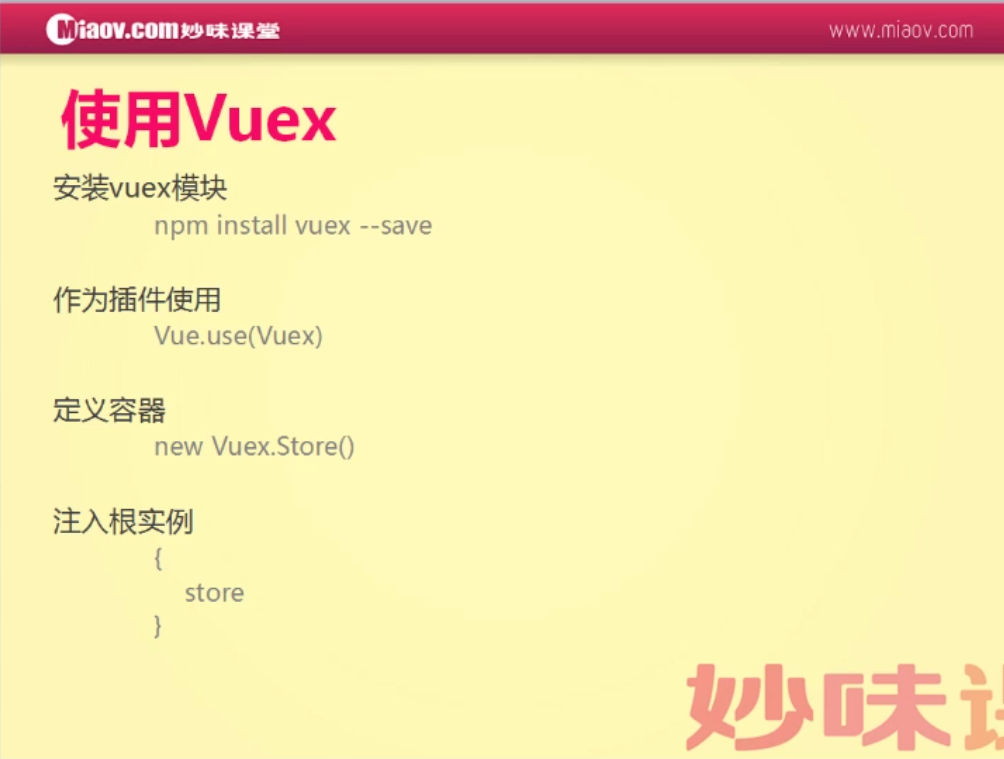 Miaov.com妙味课堂
www.miaov.com
使用Vuex
安装vuex模块
npm install vuex --save
作为插件使用
Vue.use(Vuex)
定义容器
new Vuex.Store()
注入根实例
{
store
}
妙味